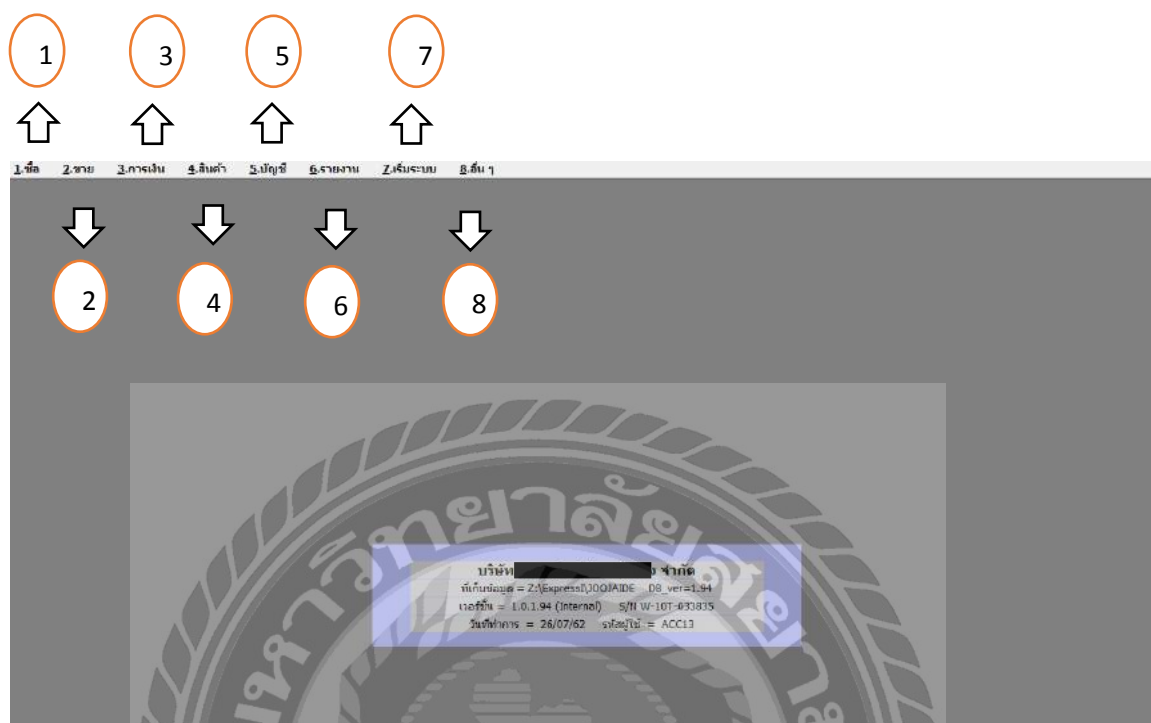 1 3 5 7
1.ซื้อ 2.ขาย 3.การเงิน 4.สินค้า 5.บัญชี 6.รายงาน 7.เริ่มระบบ 8.อื่น ๆ
2 4 6 8
บริษัท จำกัด
ที่เก็บข้อมูล = Z:\ExpressI\JOOJAIDE DB_ver=1.94
เวอร์ชั่น = 1.0.1.94 (Internal) S/N W-10T-033835
วันที่ทำการ = 26/07/62 รหัสผู้ใช้ = ACC13